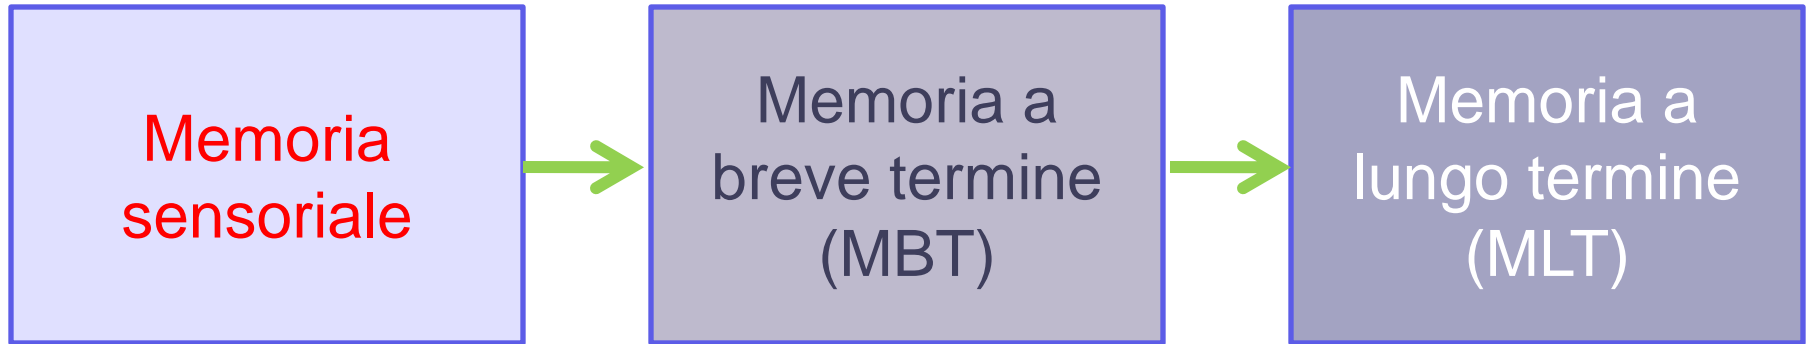 Memoria
sensoriale
Memoria a
breve termine
(MBT)
Memoria a
lungo termine
(MLT)